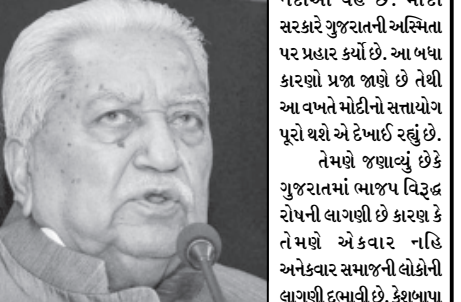 સરકારે ગુજરાતની અસ્મિતા
પર પ્રહાર કર્યો છે. આ બધા
કારણો પ્રજા જાણે છે તેથી
આ વખતે મોદીનો સત્તાયોગ
પૂરો થશે એ દેખાઈ રહ્યું છે.
તેમણે જણાવ્યું છેકે
ગુજરાતમાં ભાજપ વિરૂદ્ધ
રોષની લાગણી છે કારણ કે
તેમણે એકવાર નહિ
અનેકવાર સમાજની લોકોની
લાગણી દુભાવી છે. કેશુબાપા